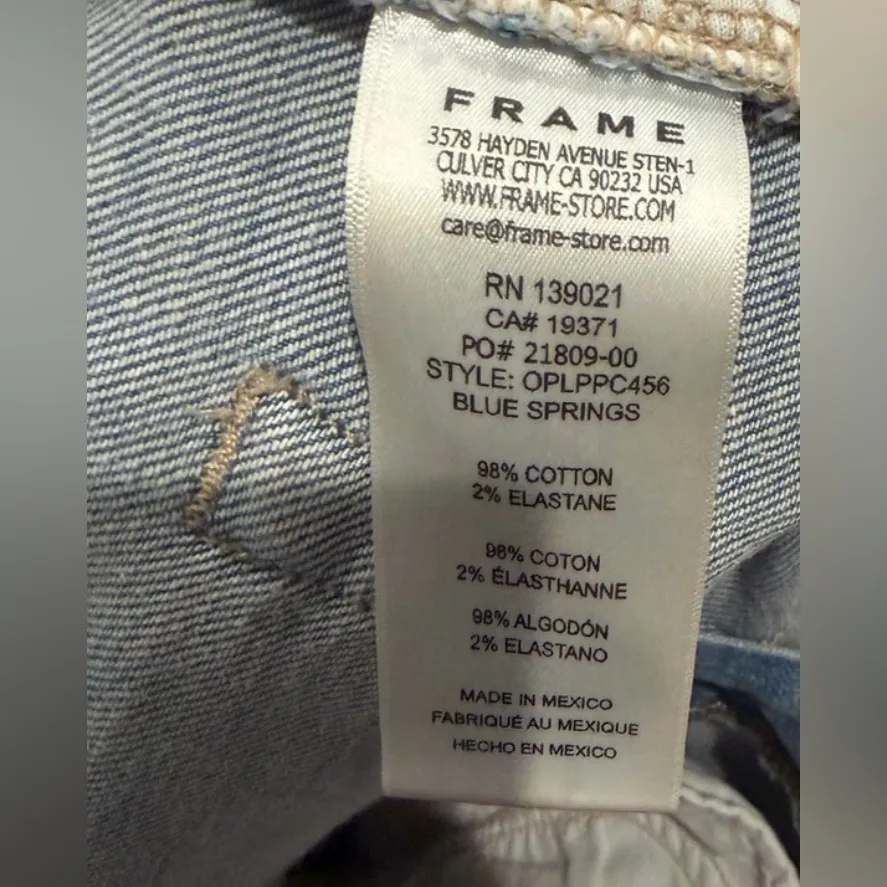 FRAME
3578 HAYDEN AVENUE STEN-1
CULVER CITY CA 90232 USA
WWW.FRAME-STORE.COM
care@frame-store.com
RN 139021
CA# 19371
PO# 21809-00
STYLE: OPLPPC456
BLUE SPRINGS
98% COTTON
2% ELASTANE
98% COTON
2% ÉLASTHANNE
98% ALGODÓN
2% ELASTANO
MADE IN MEXICO
FABRIQUÉ AU MEXIQUE
HECHO EN MEXICO